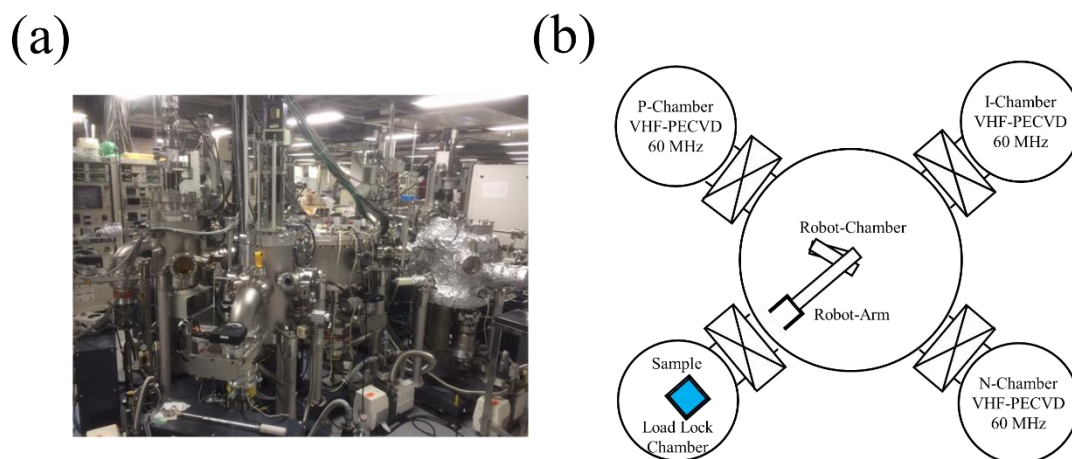 (a)
(b)
P-Chamber
VHF-PECVD
60 MHz
I-Chamber
VHF-PECVD
60 MHz
Robot-Chamber
Robot-Arm
Sample
Load Lock
Chamber
N-Chamber
VHF-PECVD
60 MHz